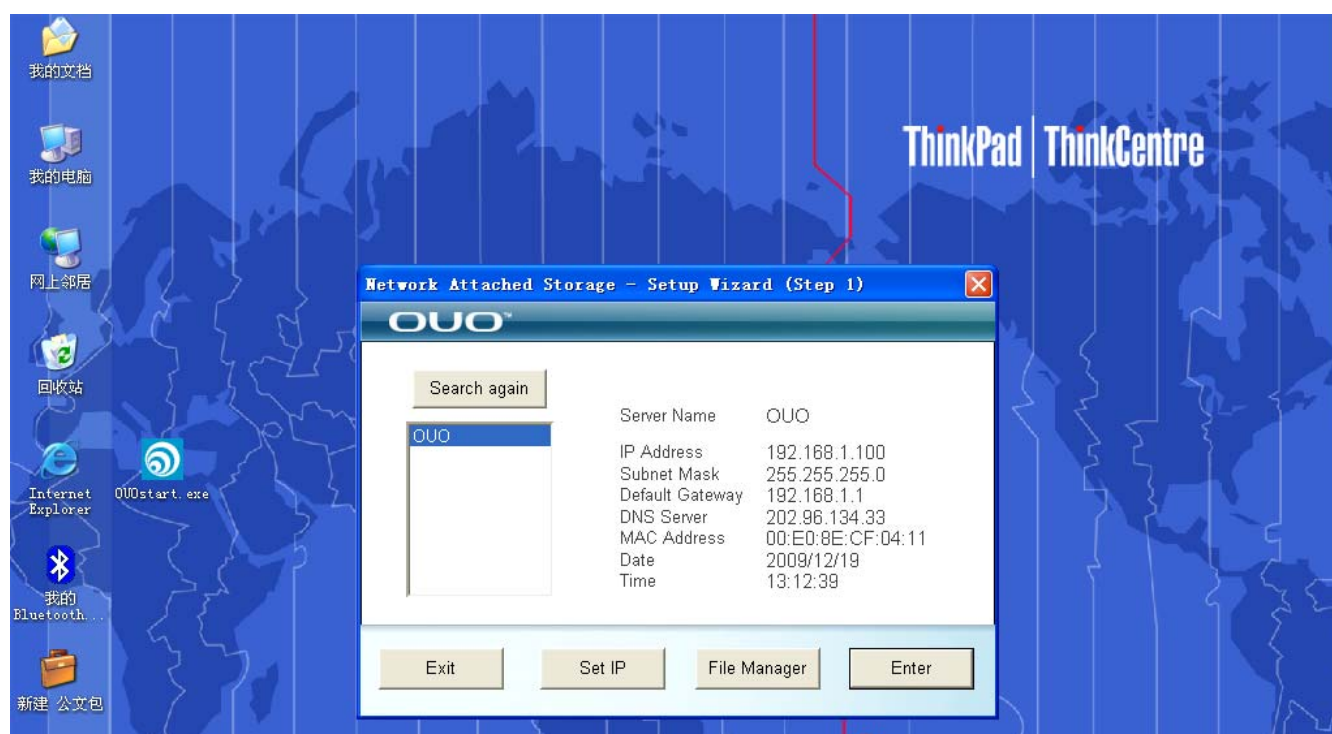 我的文档
我的电脑
网上邻居
回收站
Internet
Explorer
OUOstart.exe
我的
Bluetooth...
新建 公文包
ThinkPad ThinkCentre
Network Attached Storage - Setup Wizard (Step 1)
OUO™
Search again
OUO
Server Name OUO
IP Address 192.168.1.100
Subnet Mask 255.255.255.0
Default Gateway 192.168.1.1
DNS Server 202.96.134.33
MAC Address 00:E0:8E:CF:04:11
Date 2009/12/19
Time 13:12:39
Exit
Set IP
File Manager
Enter